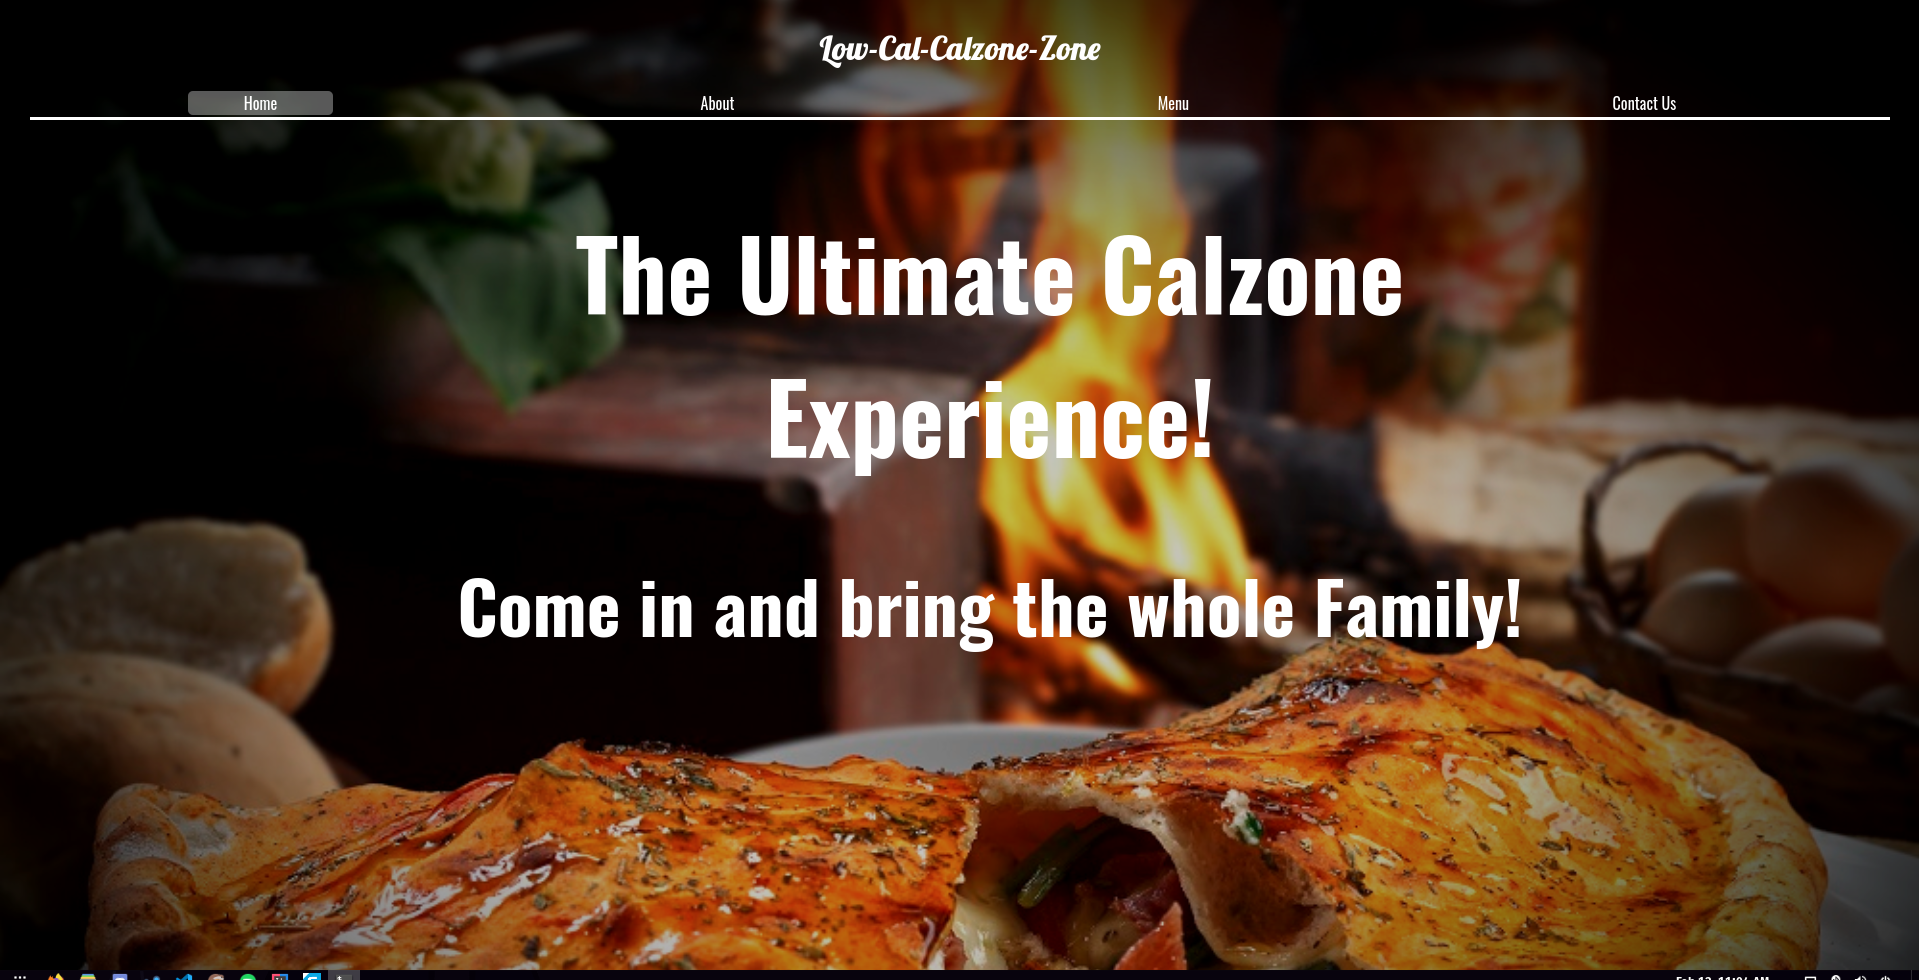 Low-Cal-Calzone-Zone
Home About Menu Contact Us
The Ultimate Calzone
Experience!
Come in and bring the whole Family!